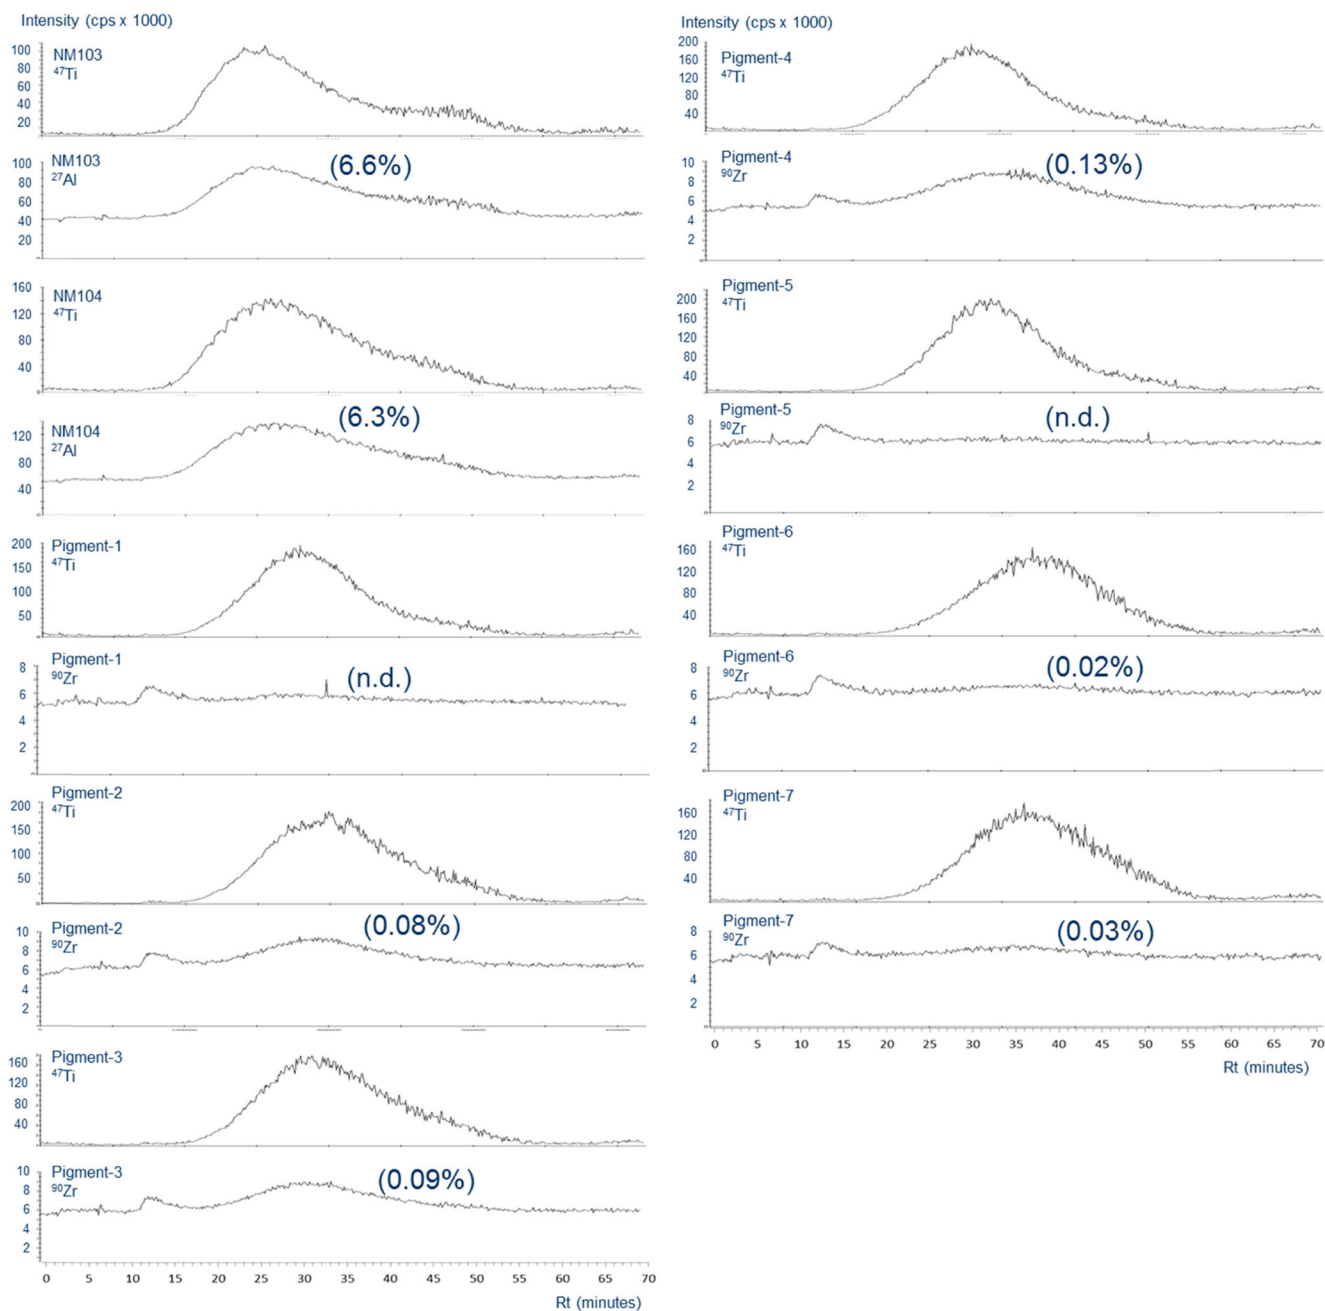 Intensity (cps x 1000)
NM103
⁴⁷Ti
100
80
60
40
20
NM103
²⁷Al
(6.6%)
100
80
60
40
20
NM104
⁴⁷Ti
160
120
80
40
NM104
²⁷Al
(6.3%)
120
80
40
Pigment-1
⁴⁷Ti
200
150
100
50
Pigment-1
⁹⁰Zr
(n.d.)
8
6
4
2
Pigment-2
⁴⁷Ti
200
150
100
50
Pigment-2
⁹⁰Zr
(0.08%)
10
8
6
4
2
Pigment-3
⁴⁷Ti
160
120
80
40
Pigment-3
⁹⁰Zr
(0.09%)
10
8
6
4
2
0 5 10 15 20 25 30 35 40 45 50 55 60 65 70
Rt (minutes)
Intensity (cps x 1000)
Pigment-4
⁴⁷Ti
200
160
120
80
40
Pigment-4
⁹⁰Zr
(0.13%)
10
8
6
4
2
Pigment-5
⁴⁷Ti
200
160
120
80
40
Pigment-5
⁹⁰Zr
(n.d.)
8
6
4
2
Pigment-6
⁴⁷Ti
160
120
80
40
Pigment-6
⁹⁰Zr
(0.02%)
8
6
4
2
Pigment-7
⁴⁷Ti
160
120
80
40
Pigment-7
⁹⁰Zr
(0.03%)
8
6
4
2
0 5 10 15 20 25 30 35 40 45 50 55 60 65 70
Rt (minutes)